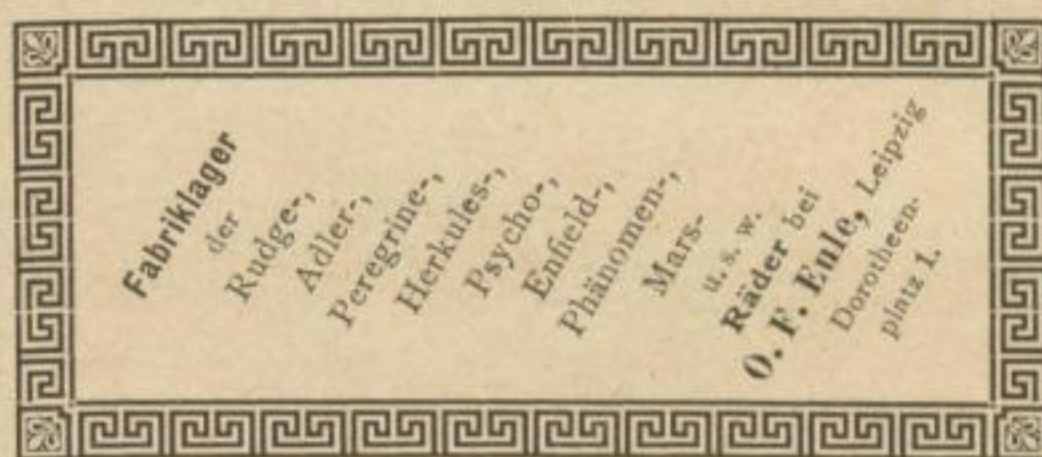 Fabriklager
der
Rudge-,
Adler-,
Peregrine-,
Herkules-,
Psycho-,
Enfield-,
Phänomen-,
Mars-
u. s. w.
Räder bei
O. F. Eule, Leipzig
Dorotheen-
platz 1.